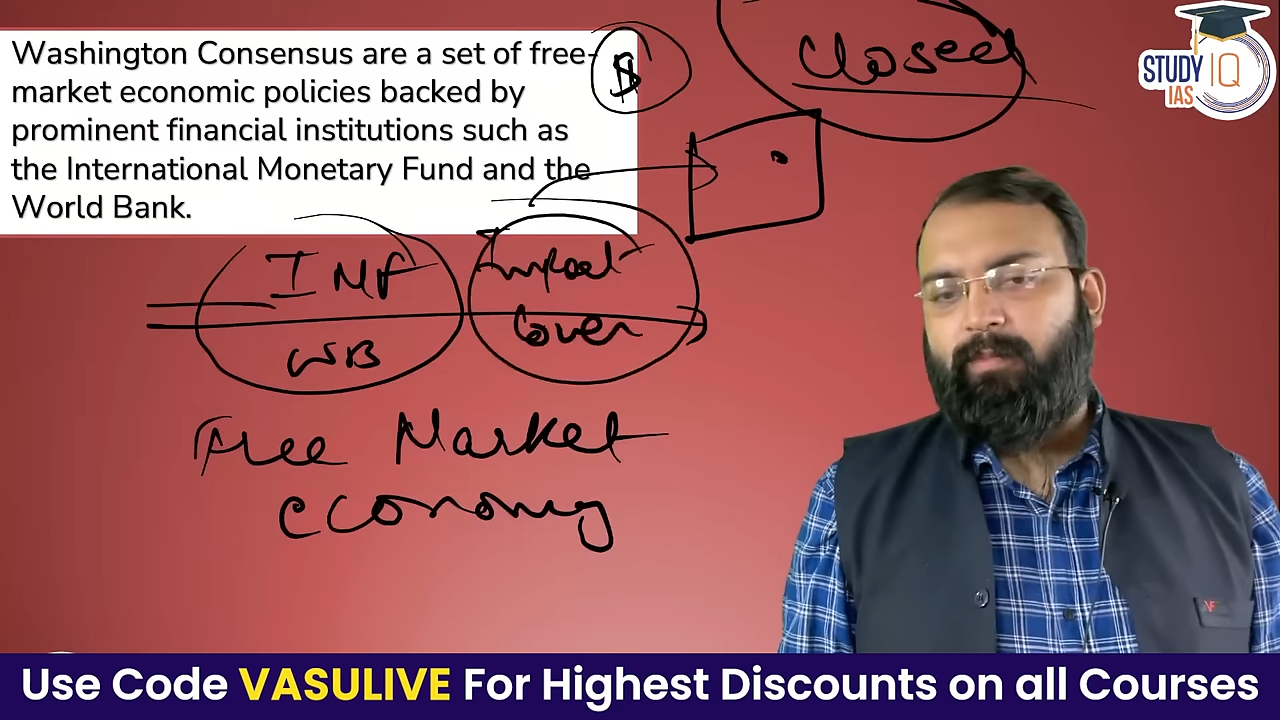 Washington Consensus are a set of free-
market economic policies backed by
prominent financial institutions such as
the International Monetary Fund and the
World Bank.
$
Closed
STUDY IQ
IAS
IMF
WB
Import
Cover
Free Market
economy
Use Code VASULIVE For Highest Discounts on all Courses